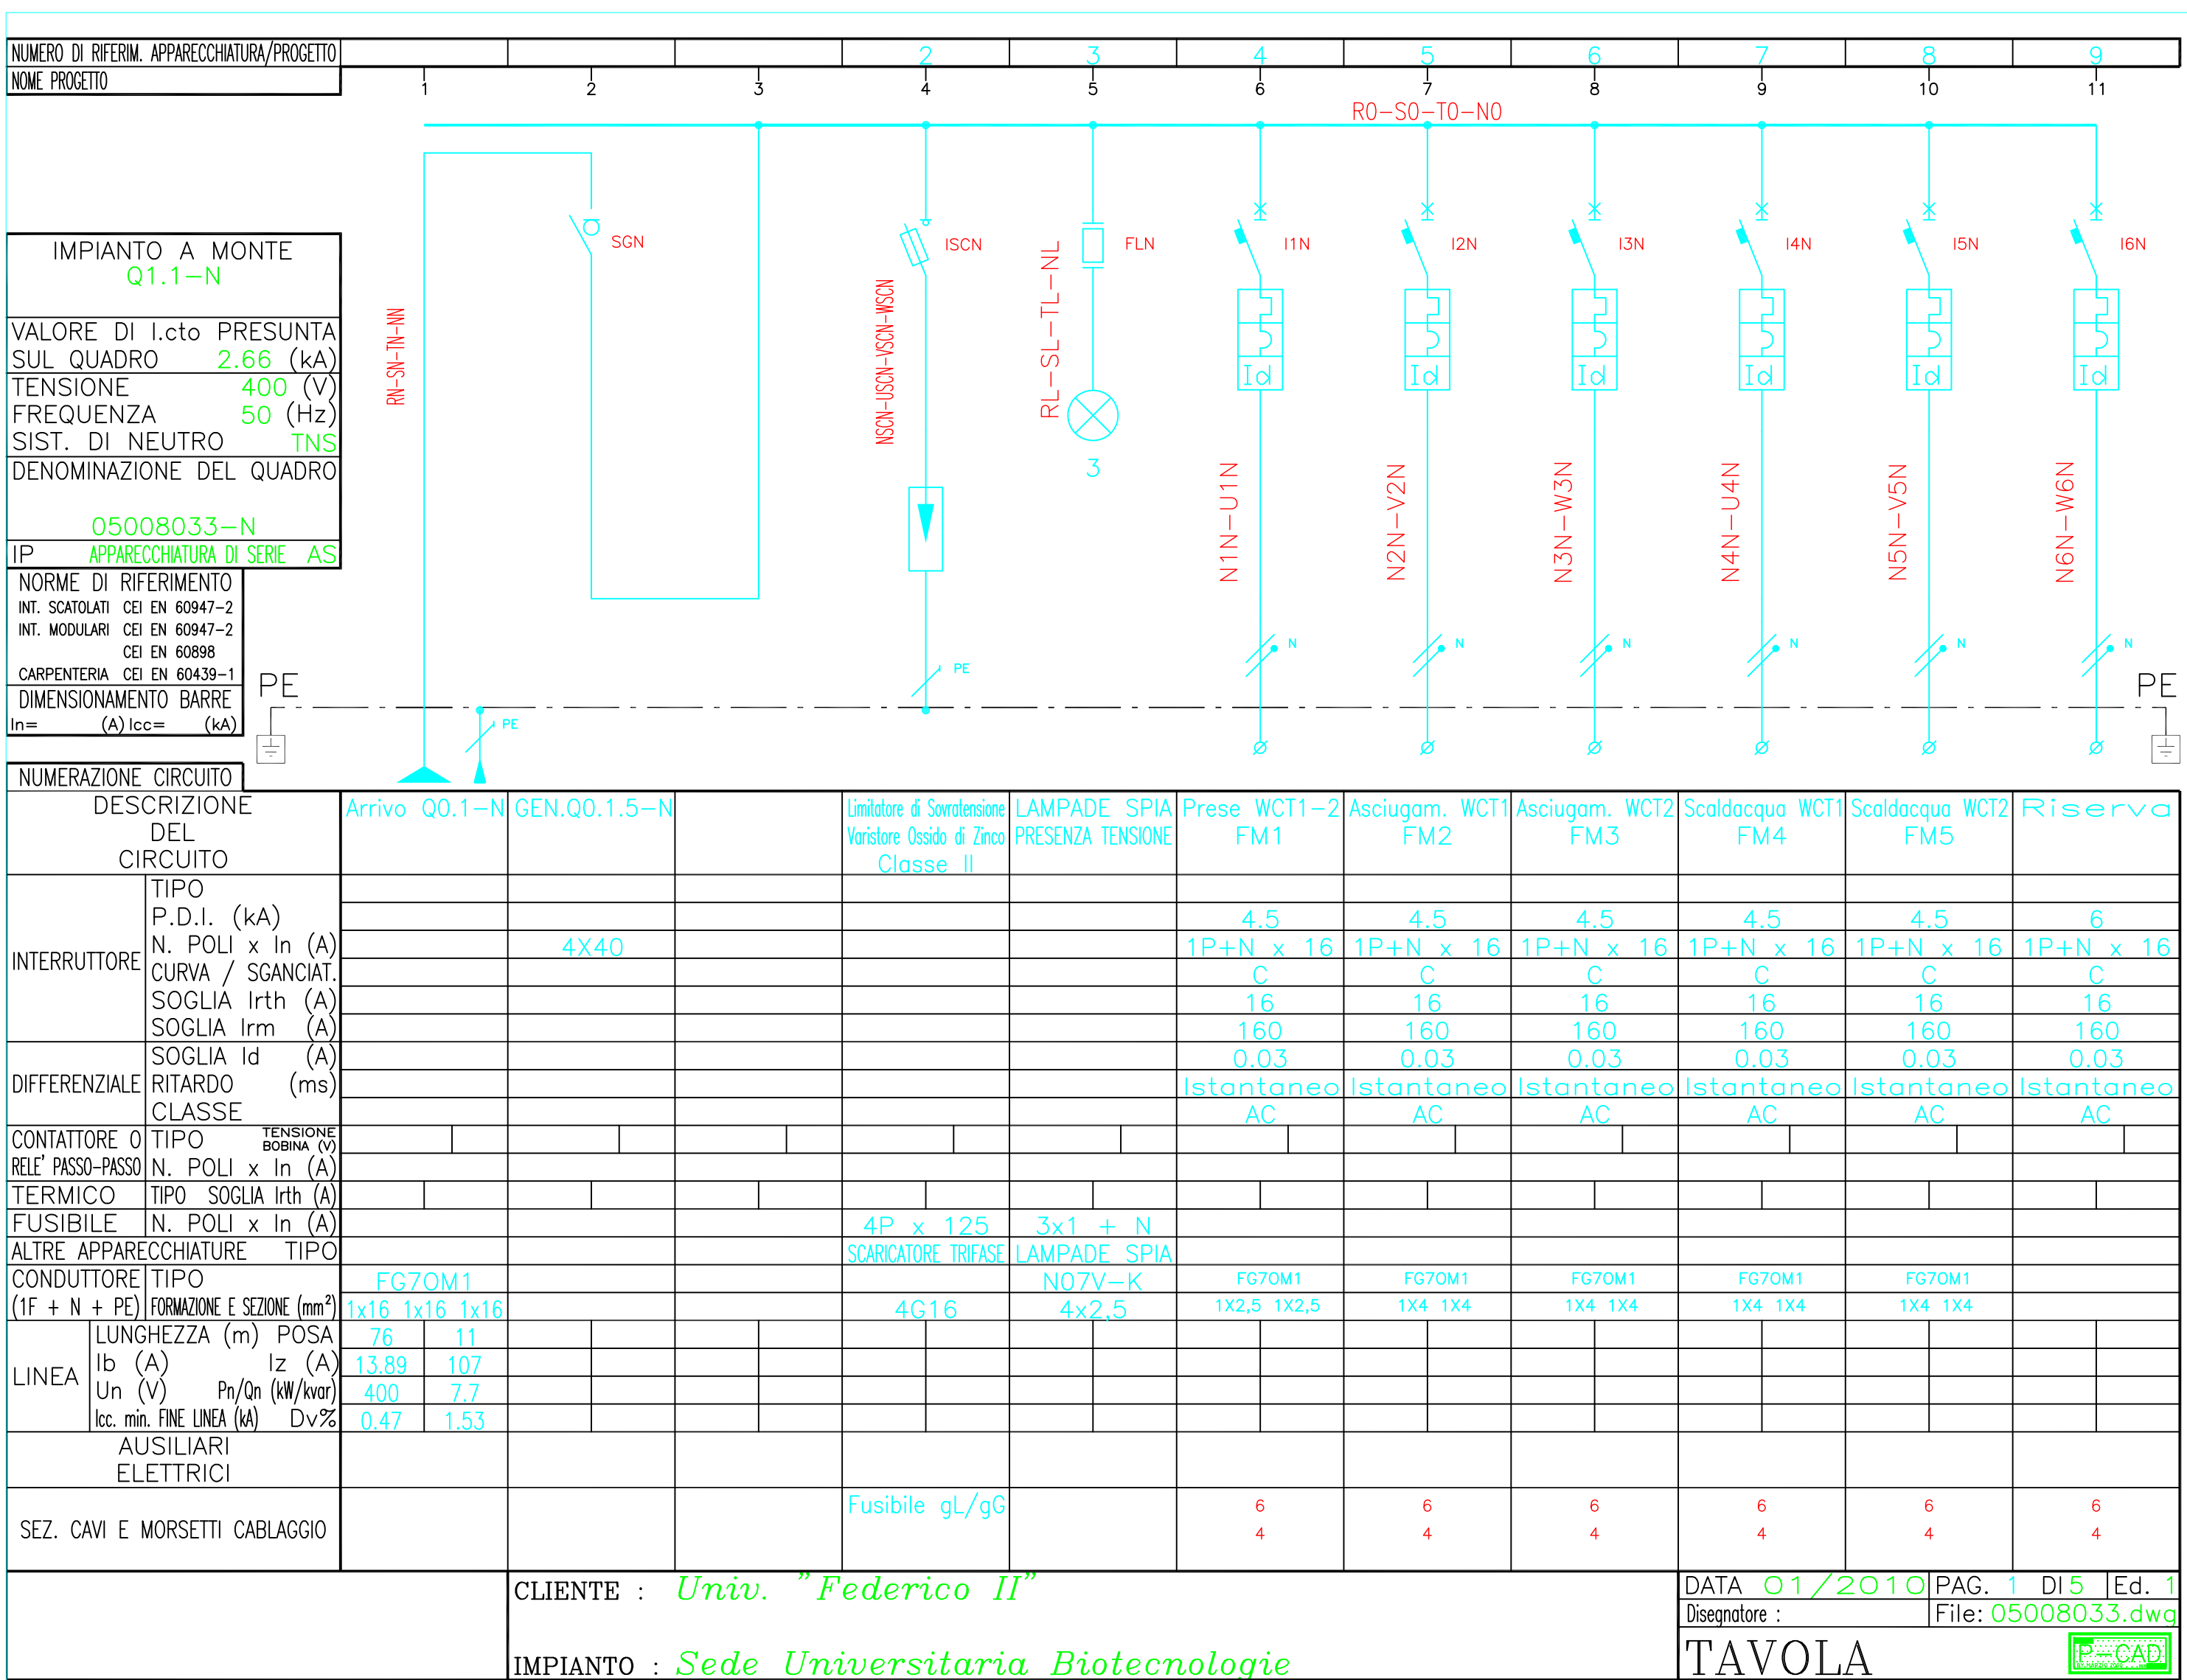 NUMERO DI RIFERIM. APPARECCHIATURA/PROGETTO 2 3 4 5 6 7 8 9
NOME PROGETTO 1 2 3 4 5 6 7 8 9 10 11
R0-S0-T0-N0
SGN ISCN FLN I1N I2N I3N I4N I5N I6N
IMPIANTO A MONTE
Q1.1-N
VALORE DI I.cto PRESUNTA
SUL QUADRO 2.66 (kA)
TENSIONE 400 (V)
FREQUENZA 50 (Hz)
SIST. DI NEUTRO TNS
DENOMINAZIONE DEL QUADRO
05008033-N
IP APPARECCHIATURA DI SERIE AS
NORME DI RIFERIMENTO
INT. SCATOLATI CEI EN 60947-2
INT. MODULARI CEI EN 60947-2
CEI EN 60898
CARPENTERIA CEI EN 60439-1
DIMENSIONAMENTO BARRE
In= (A) Icc= (kA)
RN-SN-TN-NN
NSCN-USCN-VSCN-WSCN
RL-SL-TL-NL
Id Id Id Id Id Id
3
N1N-U1N
N2N-V2N
N3N-W3N
N4N-U4N
N5N-V5N
N6N-W6N
N N N N N N
PE
PE PE
PE
NUMERAZIONE CIRCUITO
DESCRIZIONE
DEL
CIRCUITO
Arrivo Q0.1-N
GEN.Q0.1.5-N
Limitatore di Sovratensione
Varistore Ossido di Zinco
Classe II
LAMPADE SPIA
PRESENZA TENSIONE
Prese WCT1-2
FM1
Asciugam. WCT1
FM2
Asciugam. WCT2
FM3
Scaldacqua WCT1
FM4
Scaldacqua WCT2
FM5
Riserva
INTERRUTTORE
TIPO
P.D.I. (kA) 4.5 4.5 4.5 4.5 4.5 6
N. POLI x In (A) 4X40 1P+N x 16 1P+N x 16 1P+N x 16 1P+N x 16 1P+N x 16 1P+N x 16
CURVA / SGANCIAT. C C C C C C
SOGLIA Irth (A) 16 16 16 16 16 16
SOGLIA Irm (A) 160 160 160 160 160 160
DIFFERENZIALE
SOGLIA Id (A) 0.03 0.03 0.03 0.03 0.03 0.03
RITARDO (ms) Istantaneo Istantaneo Istantaneo Istantaneo Istantaneo Istantaneo
CLASSE AC AC AC AC AC AC
CONTATTORE O TIPO TENSIONE BOBINA (V)
RELE' PASSO-PASSO N. POLI x In (A)
TERMICO TIPO SOGLIA Irth (A)
FUSIBILE N. POLI x In (A) 4P x 125 3x1 + N
ALTRE APPARECCHIATURE TIPO SCARICATORE TRIFASE LAMPADE SPIA
CONDUTTORE TIPO FG7OM1 N07V-K FG7OM1 FG7OM1 FG7OM1 FG7OM1 FG7OM1
(1F + N + PE) FORMAZIONE E SEZIONE (mm²) 1x16 1x16 1x16 4G16 4x2,5 1X2,5 1X2,5 1X4 1X4 1X4 1X4 1X4 1X4 1X4 1X4
LINEA
LUNGHEZZA (m) POSA 76 11
Ib (A) Iz (A) 13.89 107
Un (V) Pn/Qn (kW/kvar) 400 7.7
Icc. min. FINE LINEA (kA) Dv% 0.47 1.53
AUSILIARI
ELETTRICI
SEZ. CAVI E MORSETTI CABLAGGIO
Fusibile gL/gG
6 6 6 6 6 6
4 4 4 4 4 4
CLIENTE : Univ. "Federico II"
IMPIANTO : Sede Universitaria Biotecnologie
DATA 01/2010 PAG. 1 DI 5 Ed. 1
Disegnatore : File: 05008033.dwg
TAVOLA
P-CAD